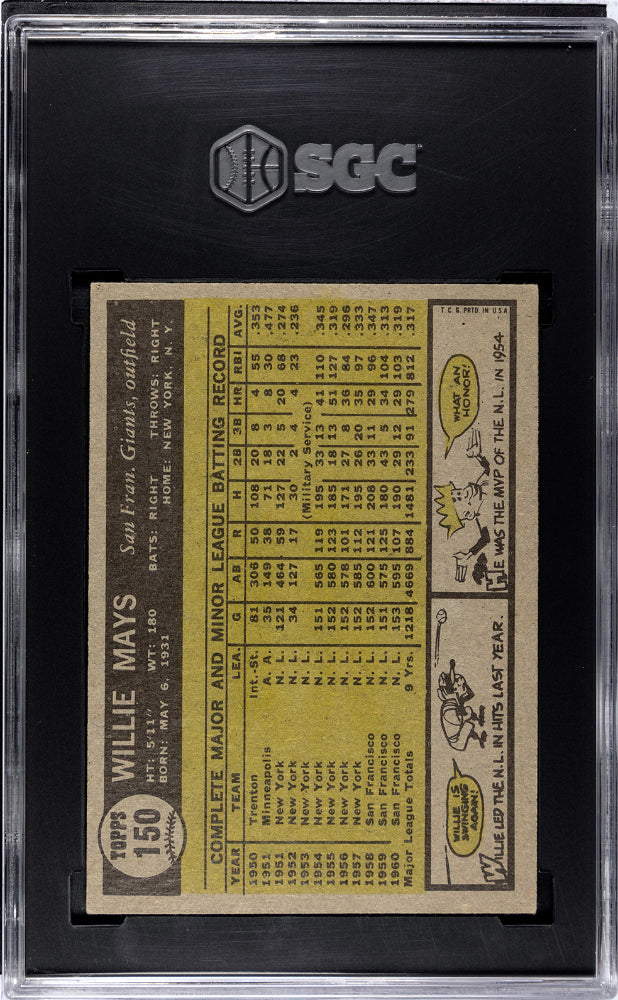 SGC
TOPPS
150
WILLIE MAYS San Fran. Giants, outfield
HT: 5'11" WT: 180 BATS: RIGHT THROWS: RIGHT
BORN: MAY 6, 1931 HOME: NEW YORK, N. Y.
COMPLETE MAJOR AND MINOR LEAGUE BATTING RECORD
YEAR TEAM LEA. G AB R H 2B 3B HR RBI AVG.
1950 Trenton Int.-St. 81 306 50 108 20 8 4 55 .353
1951 Minneapolis A. A. 35 149 38 71 18 3 8 30 .477
1951 New York N. L. 121 464 59 127 22 5 20 68 .274
1952 New York N. L. 34 127 17 30 2 4 4 23 .236
1953 New York (Military Service)
1954 New York N. L. 151 565 119 195 33 13 41 110 .345
1955 New York N. L. 152 580 123 185 18 13 51 127 .319
1956 New York N. L. 152 578 101 171 27 8 36 84 .296
1957 New York N. L. 152 585 112 195 26 20 35 97 .333
1958 San Francisco N. L. 152 600 121 208 33 11 29 96 .347
1959 San Francisco N. L. 151 575 125 180 43 5 34 104 .313
1960 San Francisco N. L. 153 595 107 190 29 12 29 103 .319
Major League Totals 9 Yrs. 1218 4669 884 1481 233 91 279 812 .317
WILLIE IS
SWINGING
AGAIN!
WILLIE LED THE N.L. IN HITS LAST YEAR.
WHAT AN
HONOR!
HE WAS THE MVP OF THE N.L. IN 1954
T. C. G. PRTD. IN U.S.A.